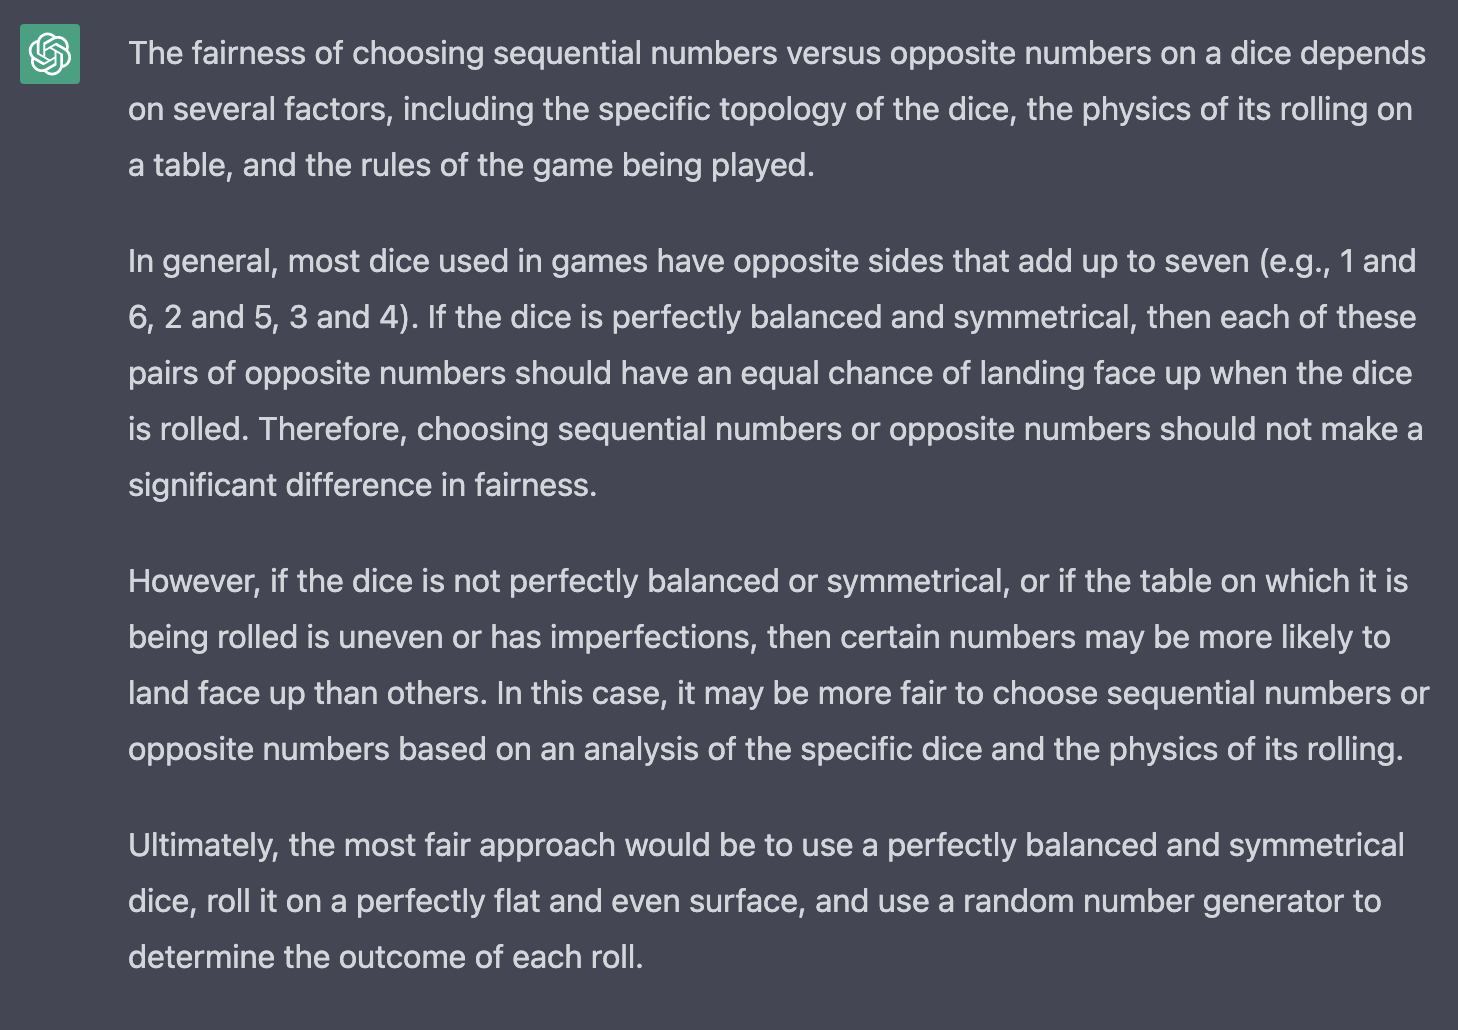 The fairness of choosing sequential numbers versus opposite numbers on a dice depends
on several factors, including the specific topology of the dice, the physics of its rolling on
a table, and the rules of the game being played.
In general, most dice used in games have opposite sides that add up to seven (e.g., 1 and
6, 2 and 5, 3 and 4). If the dice is perfectly balanced and symmetrical, then each of these
pairs of opposite numbers should have an equal chance of landing face up when the dice
is rolled. Therefore, choosing sequential numbers or opposite numbers should not make a
significant difference in fairness.
However, if the dice is not perfectly balanced or symmetrical, or if the table on which it is
being rolled is uneven or has imperfections, then certain numbers may be more likely to
land face up than others. In this case, it may be more fair to choose sequential numbers or
opposite numbers based on an analysis of the specific dice and the physics of its rolling.
Ultimately, the most fair approach would be to use a perfectly balanced and symmetrical
dice, roll it on a perfectly flat and even surface, and use a random number generator to
determine the outcome of each roll.